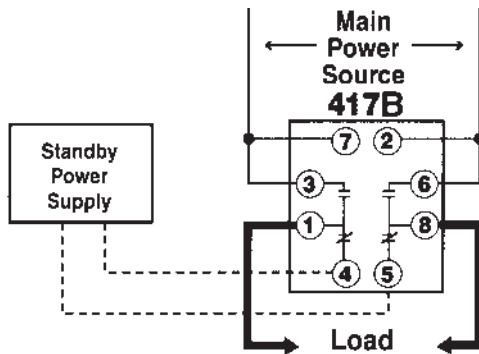 Main
Power
Source
417B
7 2
Standby
Power
Supply
3 6
1 8
4 5
Load